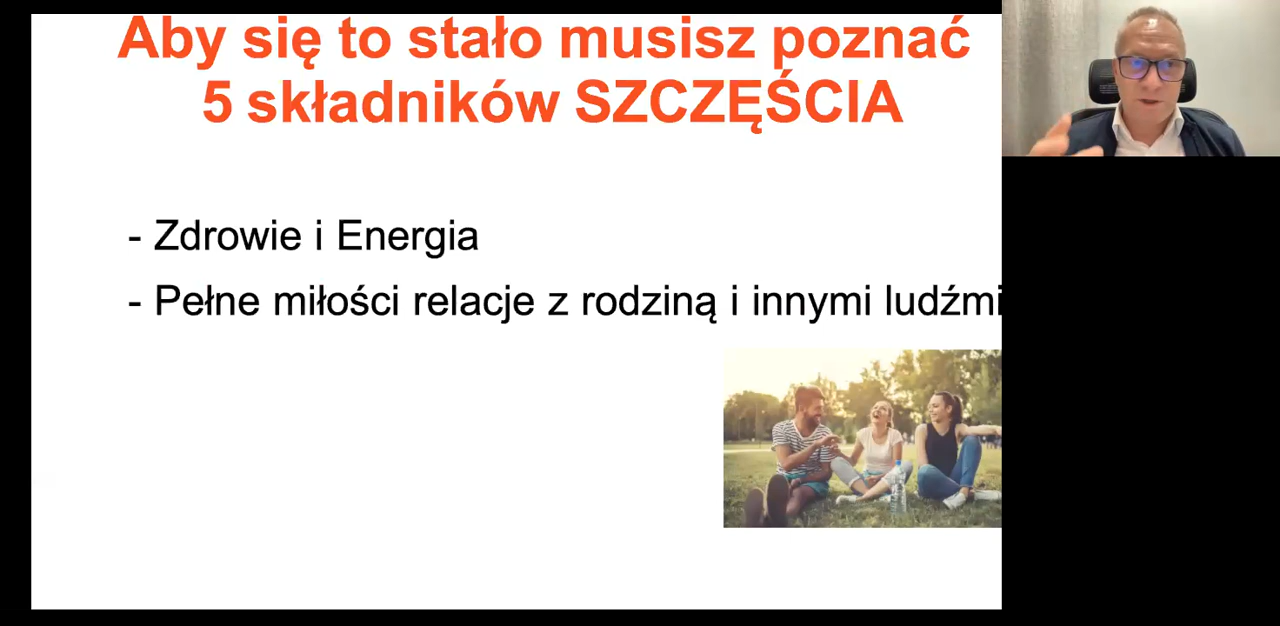 Aby się to stało musisz poznać
5 składników SZCZĘŚCIA
- Zdrowie i Energia
- Pełne miłości relacje z rodziną i innymi ludźmi